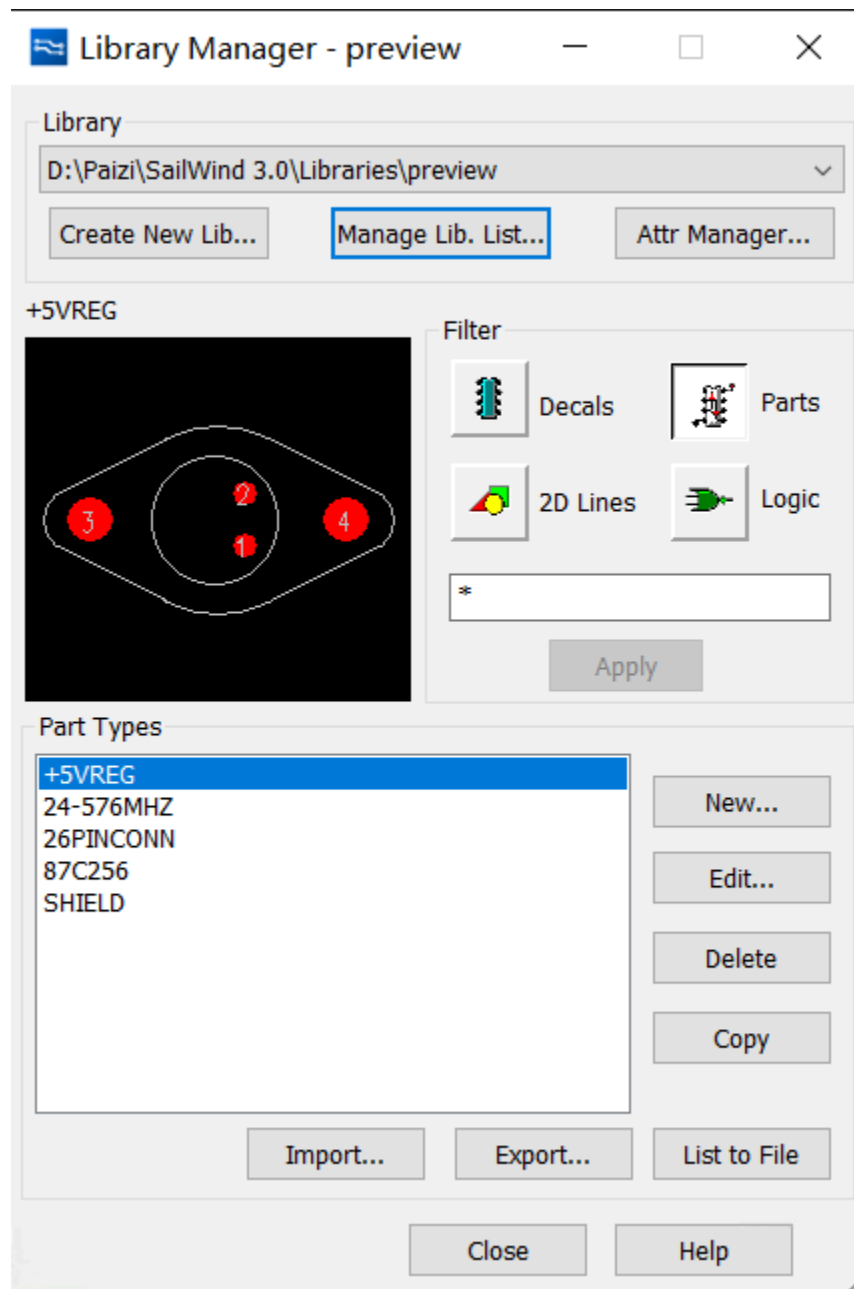 Library Manager - preview
Library
D:\Paizi\SailWind 3.0\Libraries\preview
Create New Lib... Manage Lib. List... Attr Manager...
+5VREG
Filter
Decals Parts
2D Lines Logic
*
Apply
3 2 1 4
Part Types
+5VREG
24-576MHZ
26PINCONN
87C256
SHIELD
New...
Edit...
Delete
Copy
Import... Export... List to File
Close Help